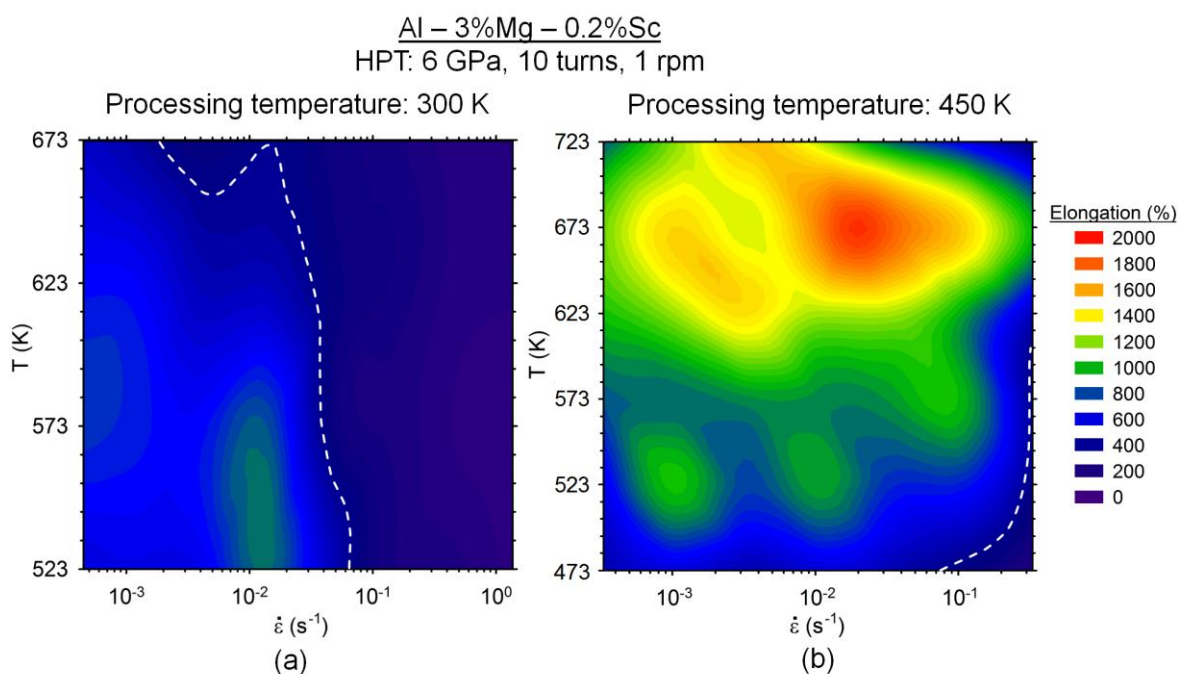 Al – 3%Mg – 0.2%Sc
HPT: 6 GPa, 10 turns, 1 rpm
Processing temperature: 300 K
673
623
573
523
T (K)
10⁻³ 10⁻² 10⁻¹ 10⁰
ε̇ (s⁻¹)
(a)
Processing temperature: 450 K
723
673
623
573
523
473
T (K)
10⁻³ 10⁻² 10⁻¹
ε̇ (s⁻¹)
(b)
Elongation (%)
2000
1800
1600
1400
1200
1000
800
600
400
200
0